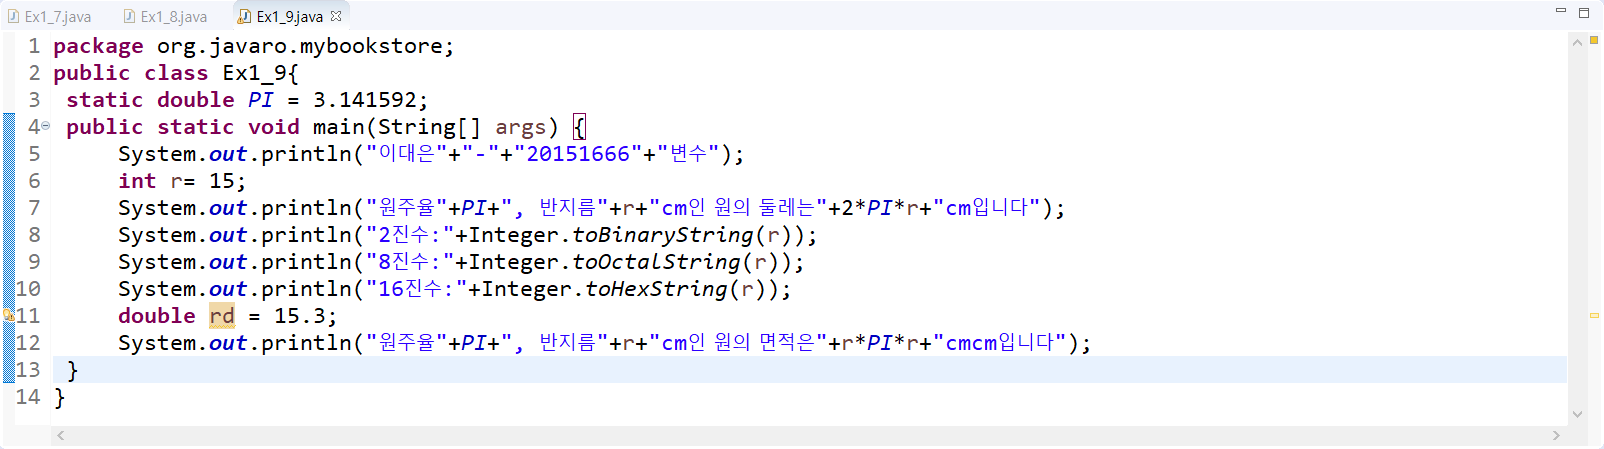 Ex1_7.java Ex1_8.java Ex1_9.java
1 package org.javaro.mybookstore;
2 public class Ex1_9{
3 static double PI = 3.141592;
4 public static void main(String[] args) {
5 System.out.println("이대은"+"-"+"20151666"+"변수");
6 int r= 15;
7 System.out.println("원주율"+PI+", 반지름"+r+"cm인 원의 둘레는"+2*PI*r+"cm입니다");
8 System.out.println("2진수:"+Integer.toBinaryString(r));
9 System.out.println("8진수:"+Integer.toOctalString(r));
10 System.out.println("16진수:"+Integer.toHexString(r));
11 double rd = 15.3;
12 System.out.println("원주율"+PI+", 반지름"+r+"cm인 원의 면적은"+r*PI*r+"cmcm입니다");
13 }
14 }